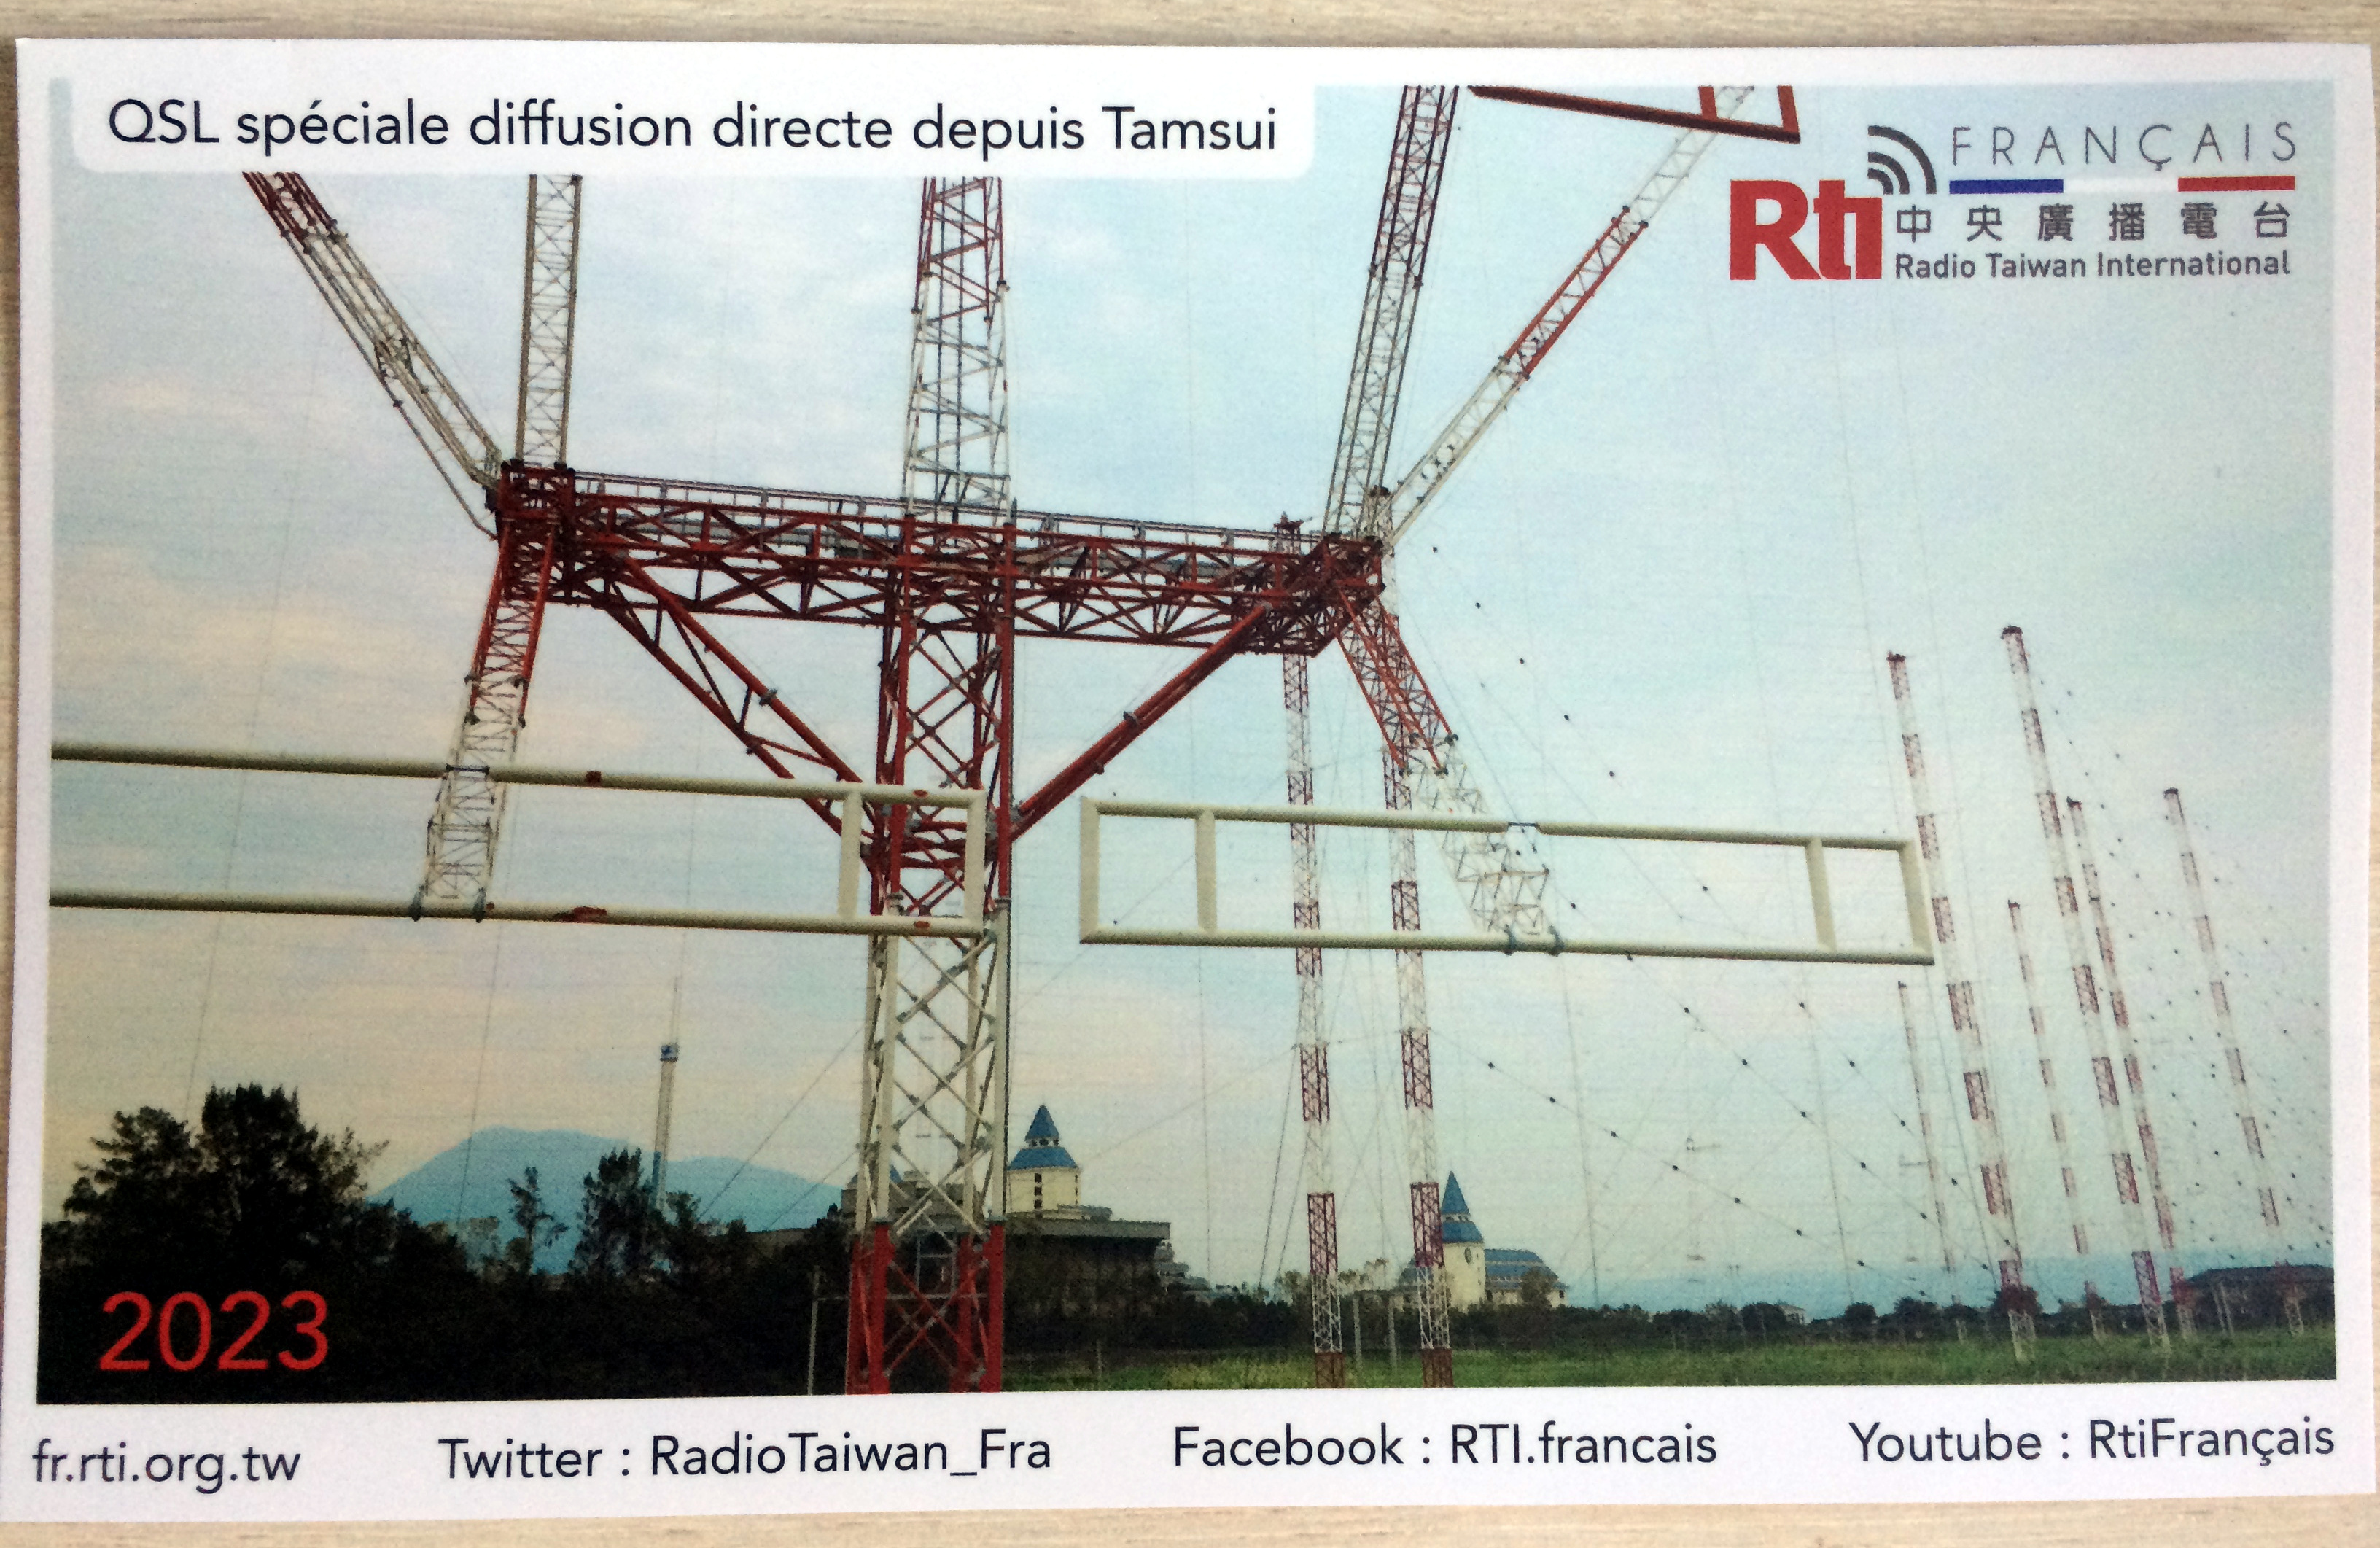 QSL spéciale diffusion directe depuis Tamsui
FRANÇAIS
Rti
中央廣播電台
Radio Taiwan International
2023
fr.rti.org.tw Twitter : RadioTaiwan_Fra Facebook : RTI.francais Youtube : RtiFrançais